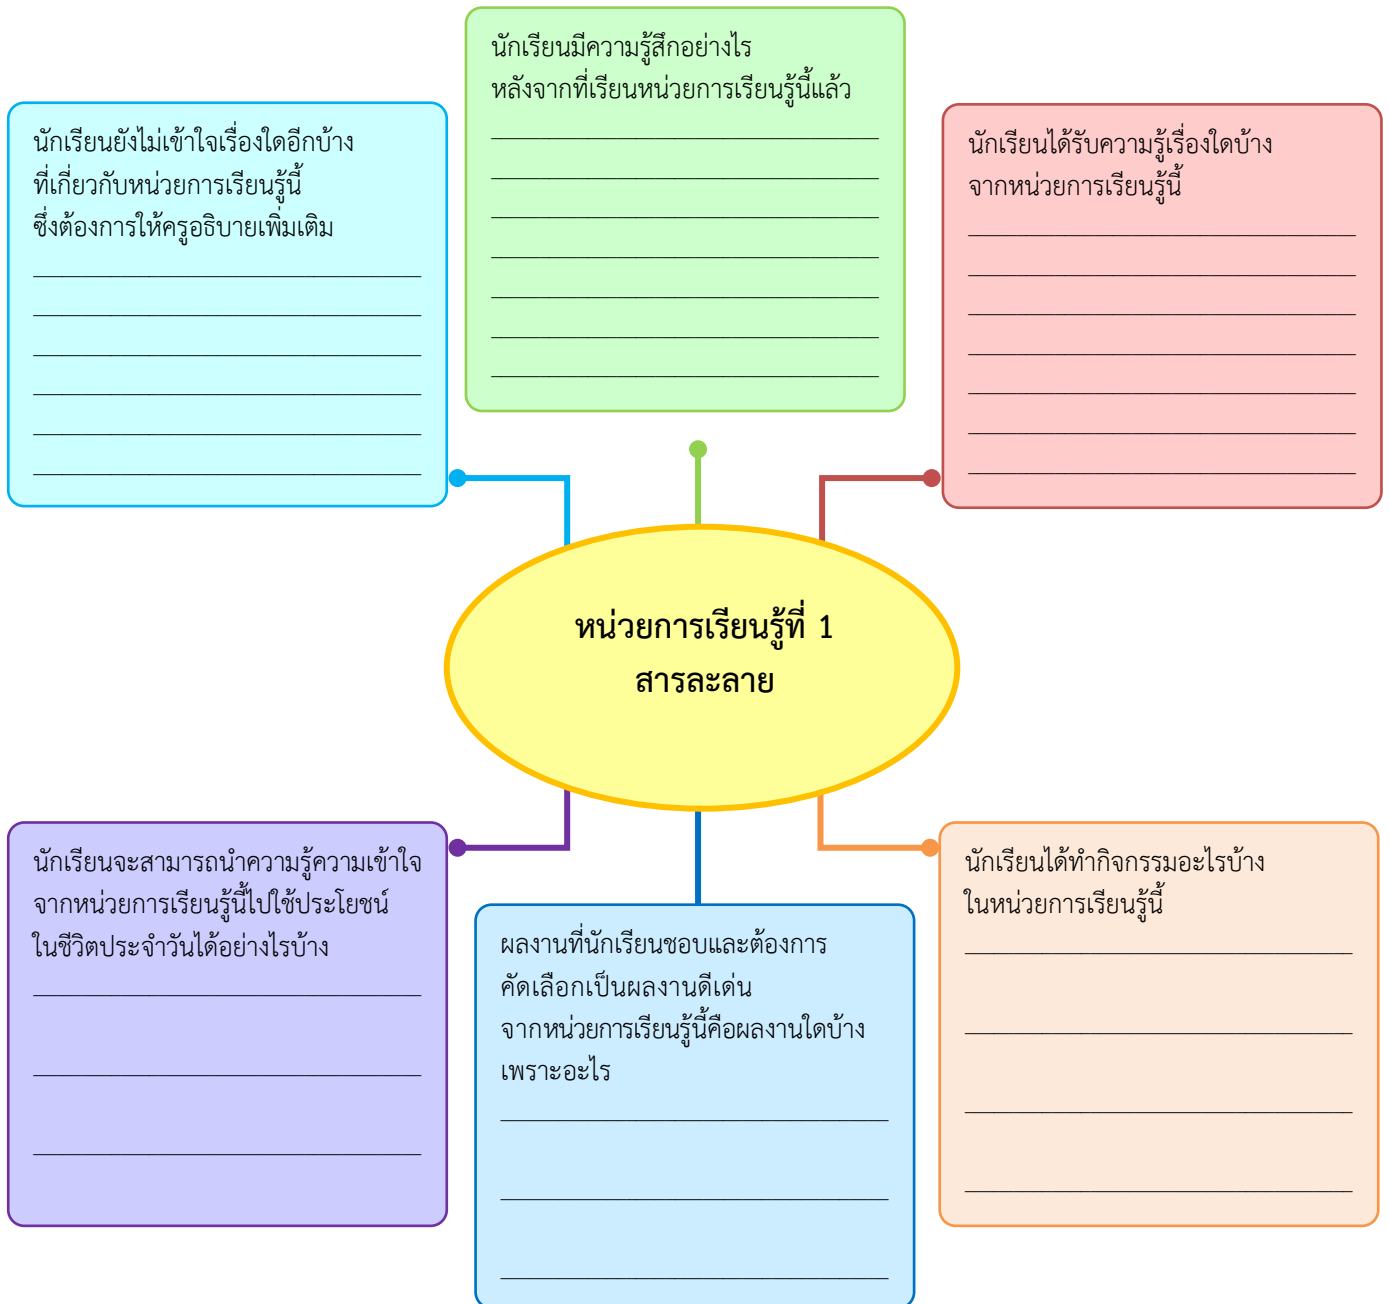 นักเรียนมีความรู้สึกอย่างไร
หลังจากที่เรียนหน่วยการเรียนรู้นี้แล้ว
นักเรียนยังไม่เข้าใจเรื่องใดอีกบ้าง
ที่เกี่ยวกับหน่วยการเรียนรู้นี้
ซึ่งต้องการให้ครูอธิบายเพิ่มเติม
นักเรียนได้รับความรู้เรื่องใดบ้าง
จากหน่วยการเรียนรู้นี้
หน่วยการเรียนรู้ที่ 1
สารละลาย
นักเรียนจะสามารถนำความรู้ความเข้าใจ
จากหน่วยการเรียนรู้นี้ไปใช้ประโยชน์
ในชีวิตประจำวันได้อย่างไรบ้าง
ผลงานที่นักเรียนชอบและต้องการ
คัดเลือกเป็นผลงานดีเด่น
จากหน่วยการเรียนรู้นี้คือผลงานใดบ้าง
เพราะอะไร
นักเรียนได้ทำกิจกรรมอะไรบ้าง
ในหน่วยการเรียนรู้นี้